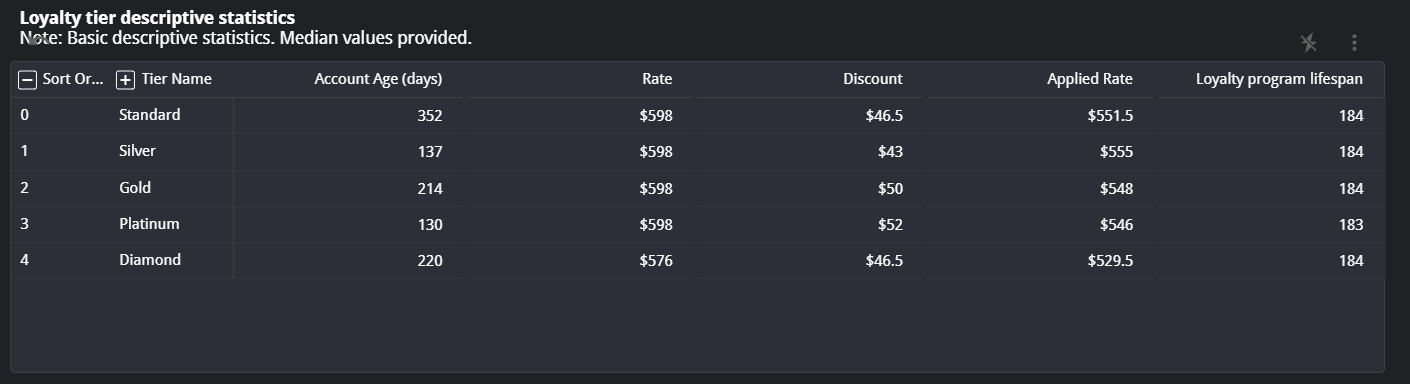 Loyalty tier descriptive statistics
Note: Basic descriptive statistics. Median values provided.
Sort Or... Tier Name Account Age (days) Rate Discount Applied Rate Loyalty program lifespan
0 Standard 352 $598 $46.5 $551.5 184
1 Silver 137 $598 $43 $555 184
2 Gold 214 $598 $50 $548 184
3 Platinum 130 $598 $52 $546 183
4 Diamond 220 $576 $46.5 $529.5 184